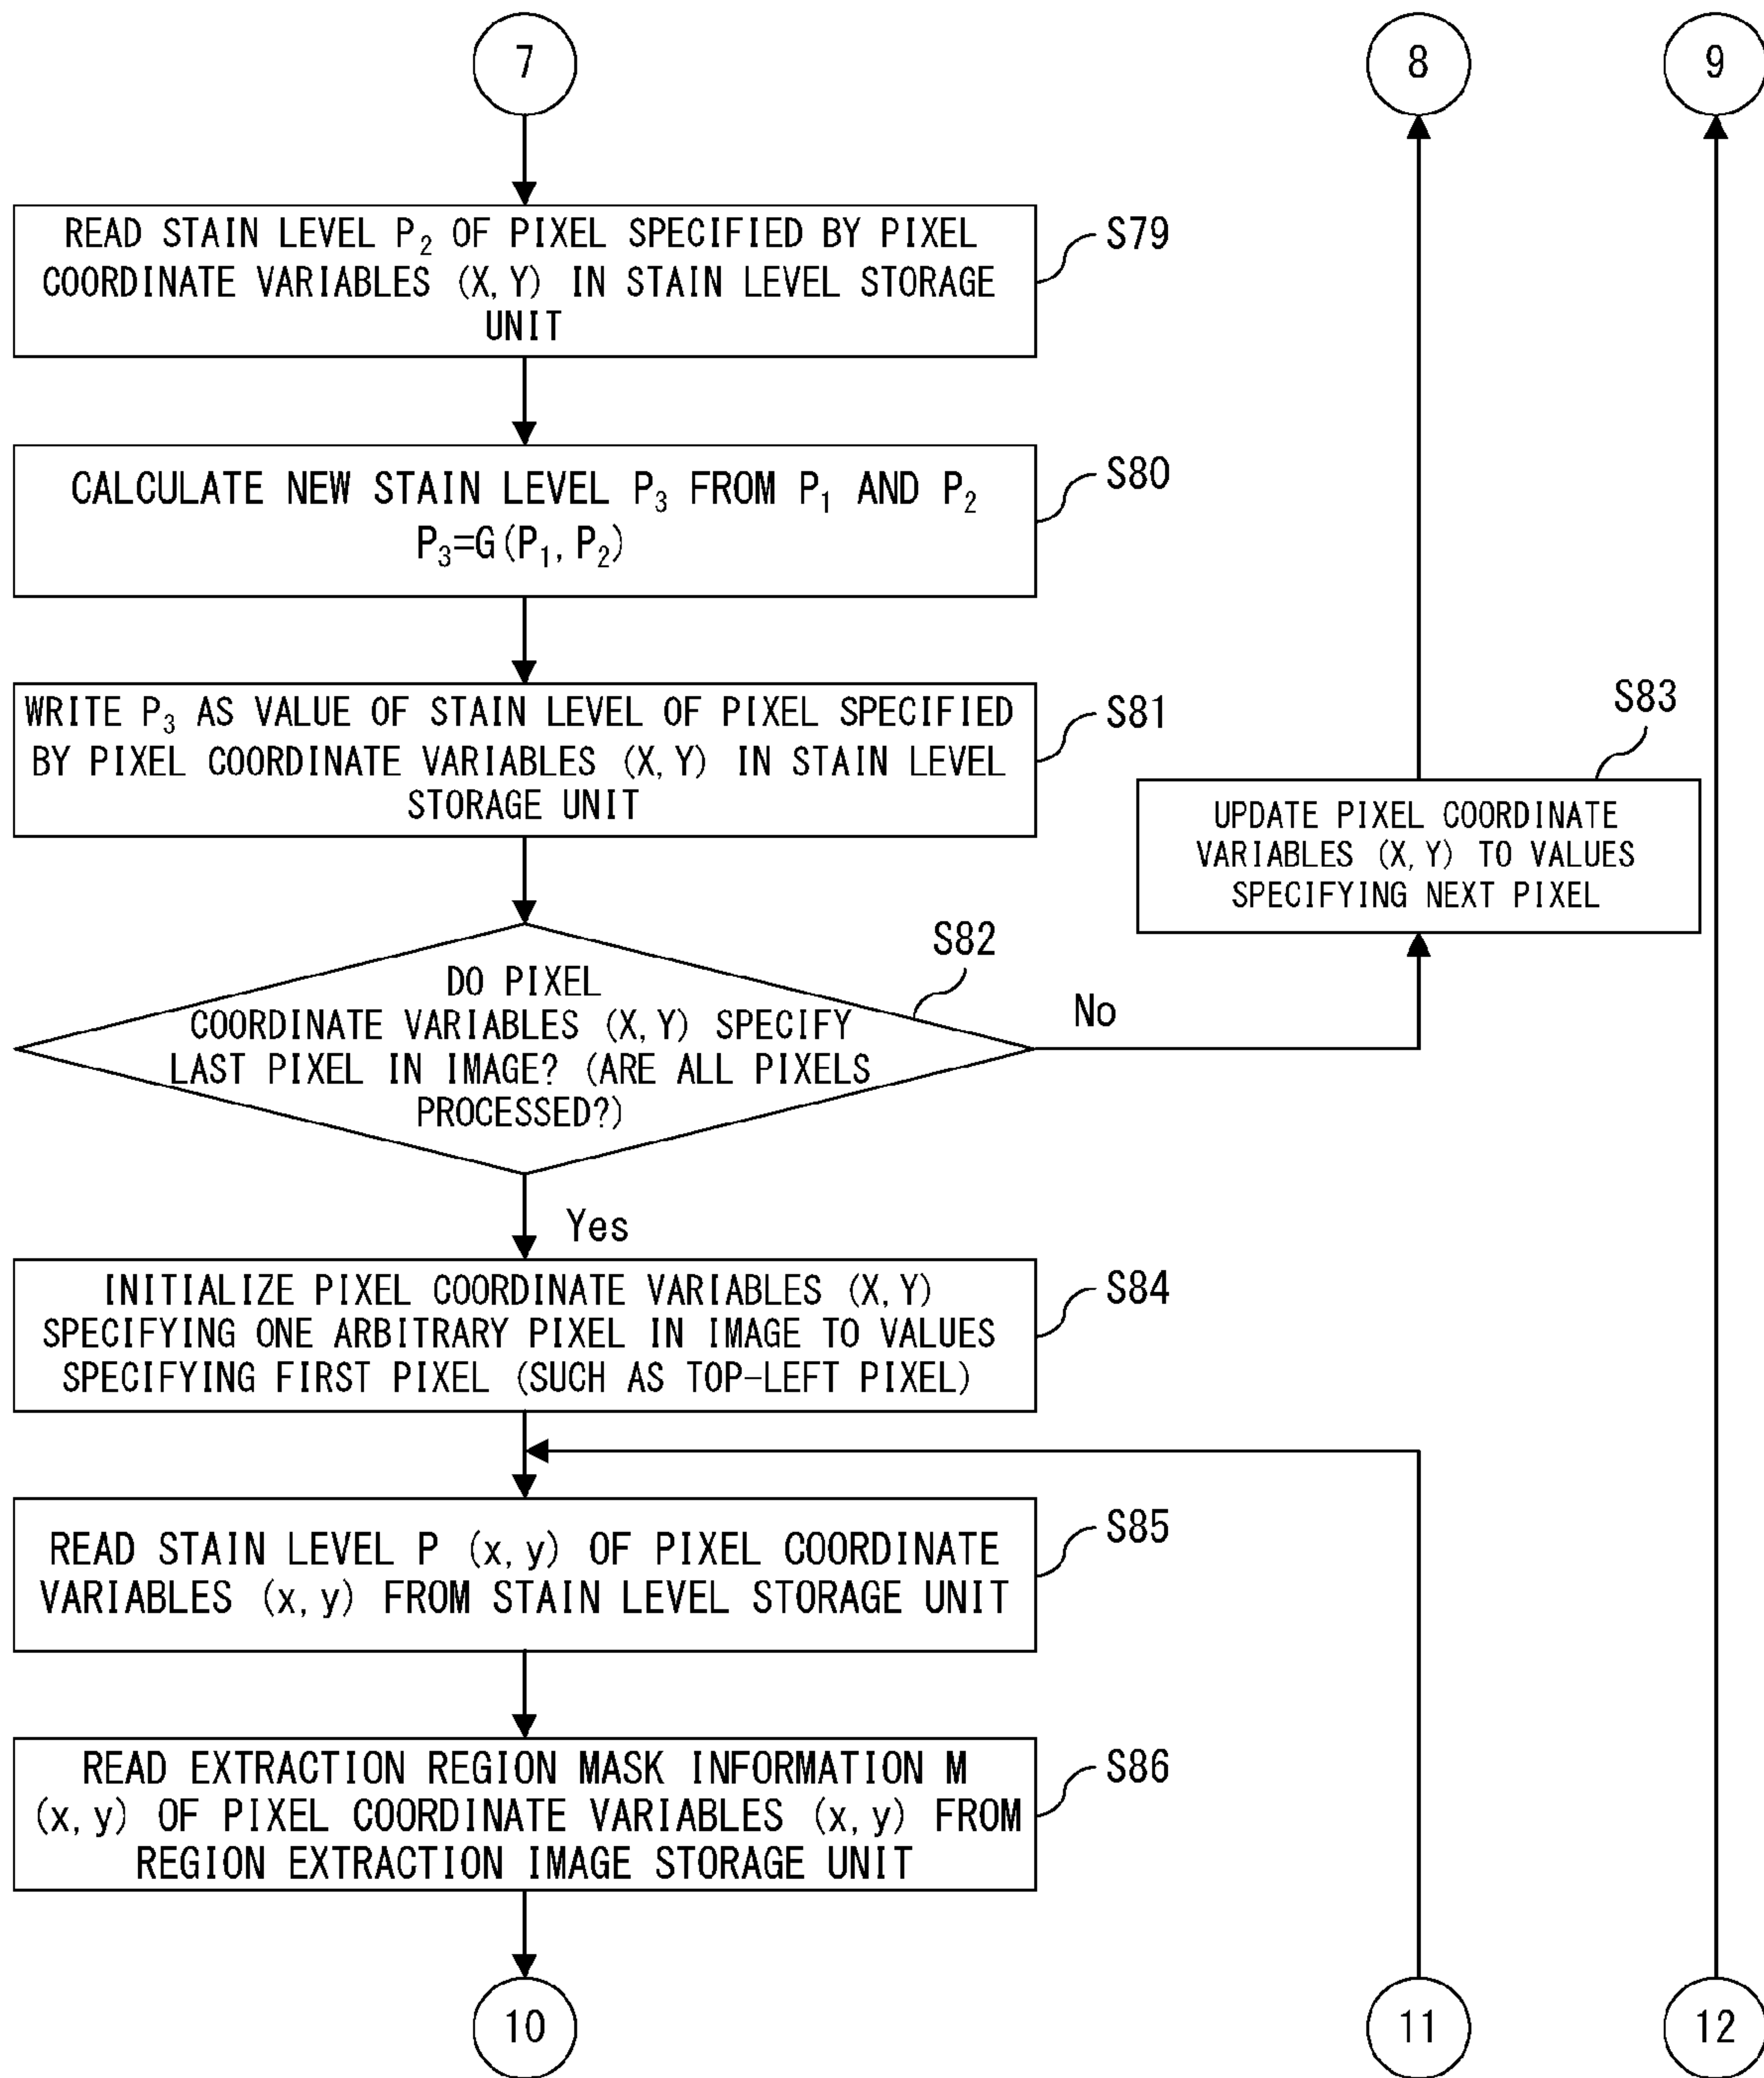 7
8
9
READ STAIN LEVEL P₂ OF PIXEL SPECIFIED BY PIXEL
COORDINATE VARIABLES (X, Y) IN STAIN LEVEL STORAGE
UNIT
S79
CALCULATE NEW STAIN LEVEL P₃ FROM P₁ AND P₂
P₃=G(P₁, P₂)
S80
WRITE P₃ AS VALUE OF STAIN LEVEL OF PIXEL SPECIFIED
BY PIXEL COORDINATE VARIABLES (X, Y) IN STAIN LEVEL
STORAGE UNIT
S81
S83
UPDATE PIXEL COORDINATE
VARIABLES (X, Y) TO VALUES
SPECIFYING NEXT PIXEL
S82
DO PIXEL
COORDINATE VARIABLES (X, Y) SPECIFY
LAST PIXEL IN IMAGE? (ARE ALL PIXELS
PROCESSED?)
No
Yes
INITIALIZE PIXEL COORDINATE VARIABLES (X, Y)
SPECIFYING ONE ARBITRARY PIXEL IN IMAGE TO VALUES
SPECIFYING FIRST PIXEL (SUCH AS TOP-LEFT PIXEL)
S84
READ STAIN LEVEL P (x, y) OF PIXEL COORDINATE
VARIABLES (x, y) FROM STAIN LEVEL STORAGE UNIT
S85
READ EXTRACTION REGION MASK INFORMATION M
(x, y) OF PIXEL COORDINATE VARIABLES (x, y) FROM
REGION EXTRACTION IMAGE STORAGE UNIT
S86
10
11
12